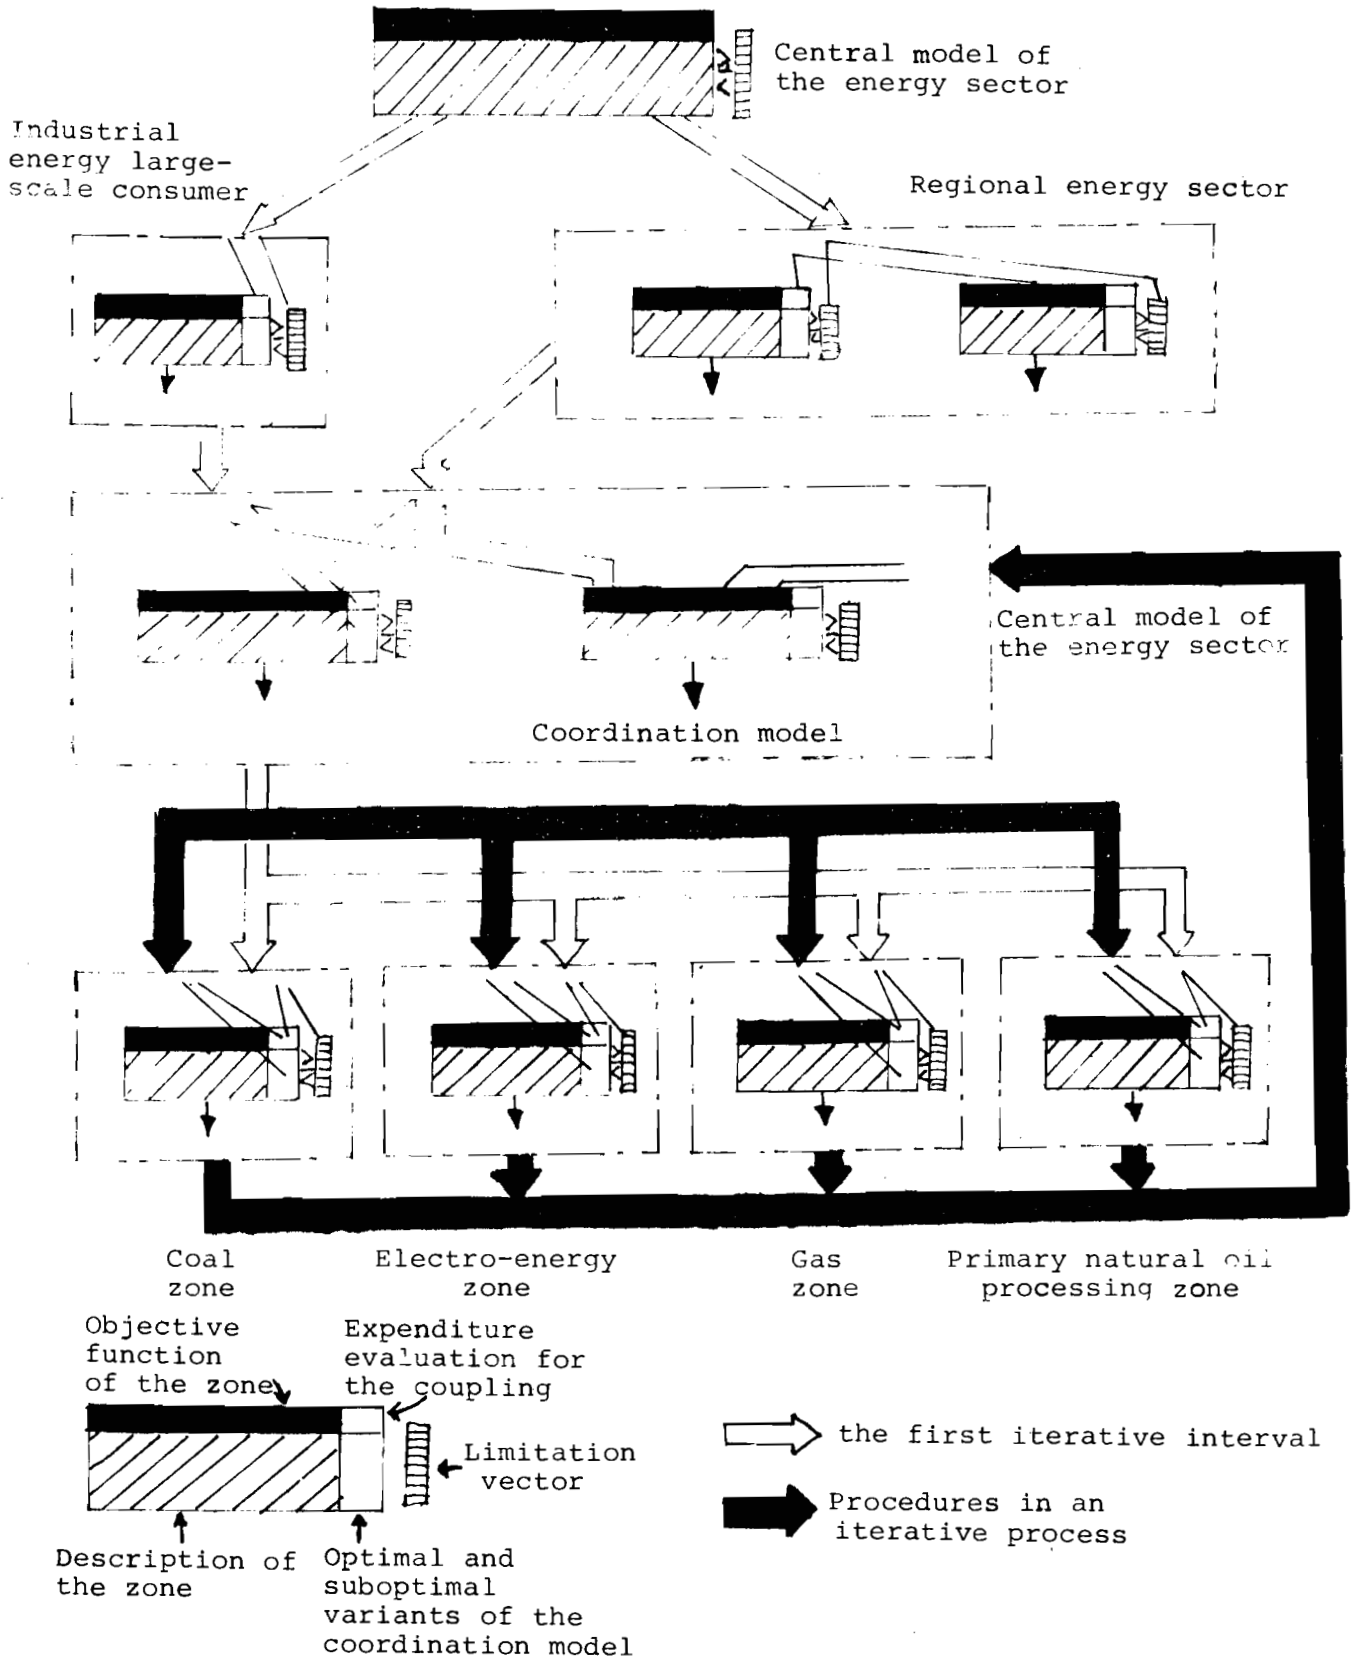 Central model of
the energy sector
Industrial
energy large-
scale consumer
Regional energy sector
Central model of
the energy sector
Coordination model
Coal
zone
Electro-energy
zone
Gas
zone
Primary natural oil
processing zone
Objective
function
of the zone
Expenditure
evaluation for
the coupling
Limitation
vector
the first iterative interval
Procedures in an
iterative process
Description of
the zone
Optimal and
suboptimal
variants of the
coordination model